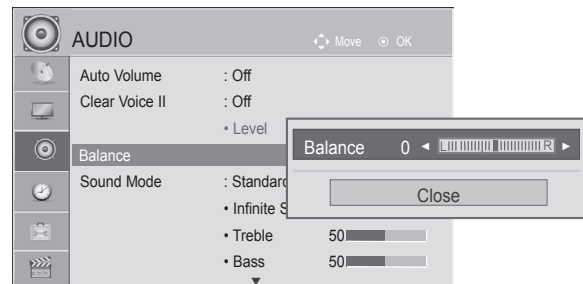 AUDIO
Move OK
Auto Volume : Off
Clear Voice II : Off
• Level
Balance
Balance 0 L R
Close
Sound Mode : Standard
• Infinite S
• Treble 50
• Bass 50